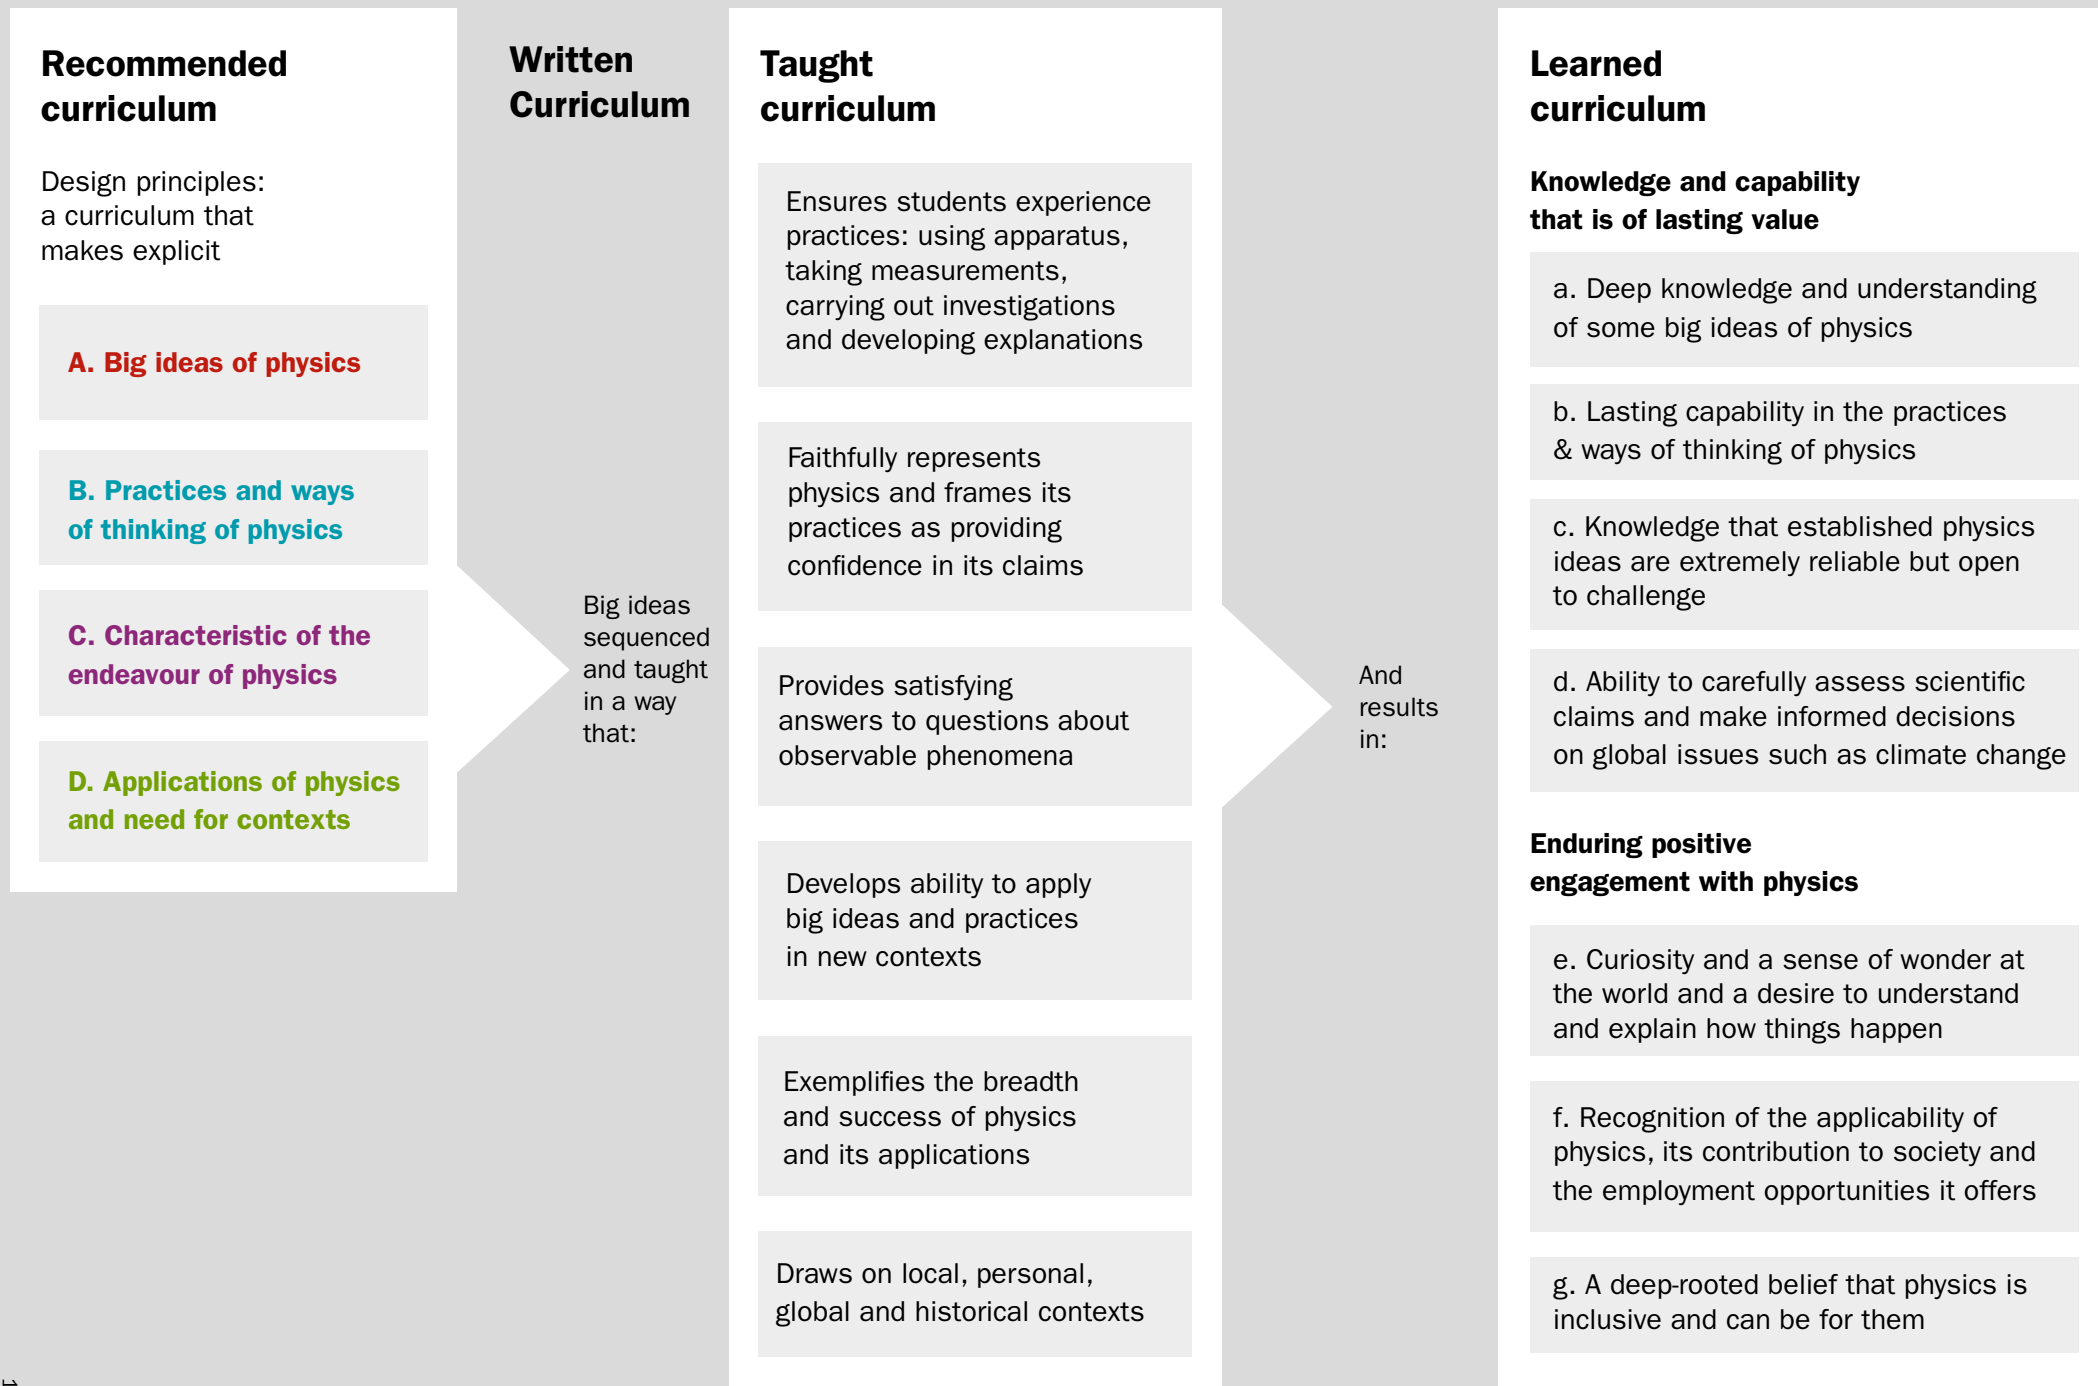 Recommended
curriculum
Design principles:
a curriculum that
makes explicit
A. Big ideas of physics
B. Practices and ways
of thinking of physics
C. Characteristic of the
endeavour of physics
D. Applications of physics
and need for contexts
Written
Curriculum
Big ideas
sequenced
and taught
in a way
that:
Taught
curriculum
Ensures students experience
practices: using apparatus,
taking measurements,
carrying out investigations
and developing explanations
Faithfully represents
physics and frames its
practices as providing
confidence in its claims
Provides satisfying
answers to questions about
observable phenomena
Develops ability to apply
big ideas and practices
in new contexts
Exemplifies the breadth
and success of physics
and its applications
Draws on local, personal,
global and historical contexts
And
results
in:
Learned
curriculum
Knowledge and capability
that is of lasting value
a. Deep knowledge and understanding
of some big ideas of physics
b. Lasting capability in the practices
& ways of thinking of physics
c. Knowledge that established physics
ideas are extremely reliable but open
to challenge
d. Ability to carefully assess scientific
claims and make informed decisions
on global issues such as climate change
Enduring positive
engagement with physics
e. Curiosity and a sense of wonder at
the world and a desire to understand
and explain how things happen
f. Recognition of the applicability of
physics, its contribution to society and
the employment opportunities it offers
g. A deep-rooted belief that physics is
inclusive and can be for them